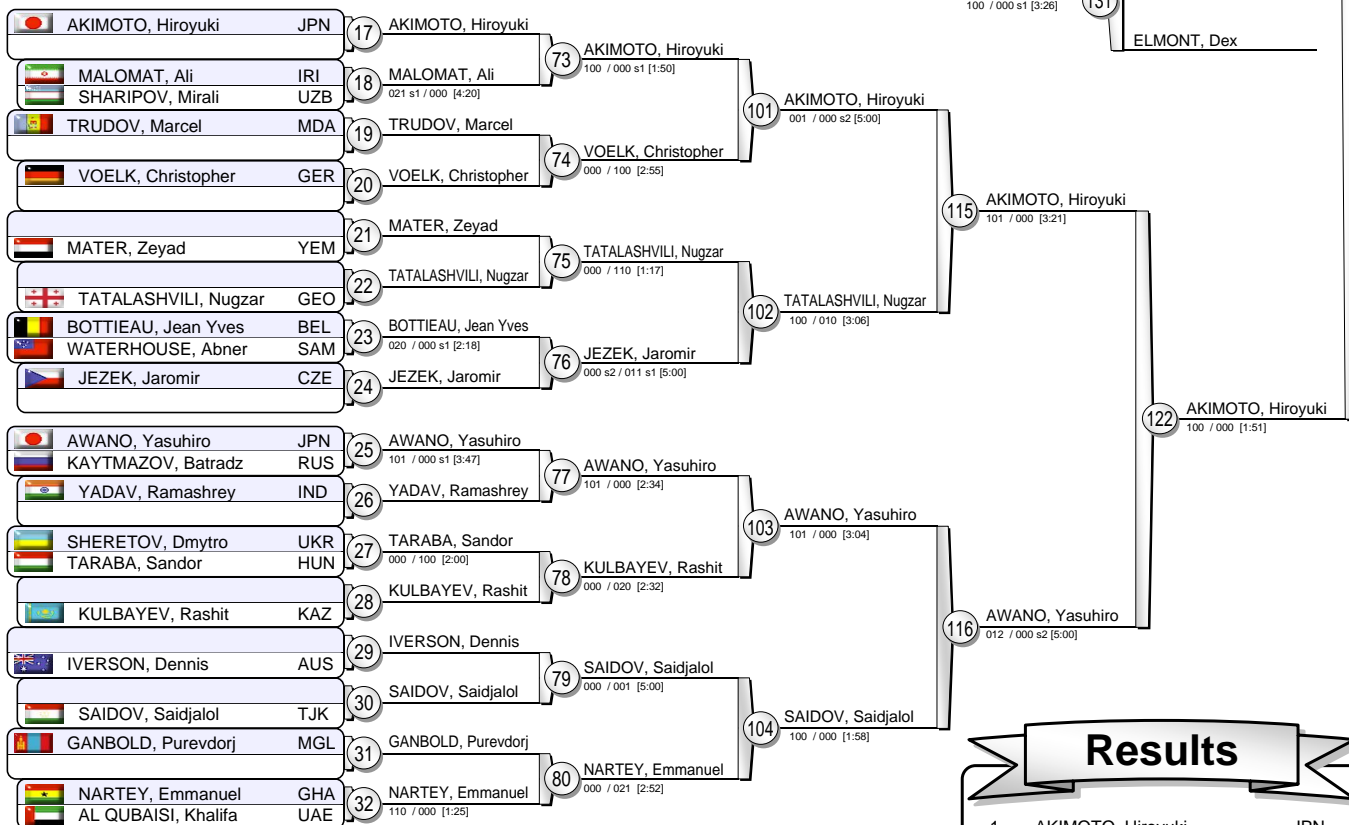 100 / 000 s1 [3:26]
131
ELMONT, Dex
AKIMOTO, Hiroyuki JPN
17
AKIMOTO, Hiroyuki
MALOMAT, Ali IRI
SHARIPOV, Mirali UZB
18
MALOMAT, Ali
021 s1 / 000 [4:20]
73
AKIMOTO, Hiroyuki
100 / 000 s1 [1:50]
TRUDOV, Marcel MDA
19
TRUDOV, Marcel
VOELK, Christopher GER
20
VOELK, Christopher
74
VOELK, Christopher
000 / 100 [2:55]
101
AKIMOTO, Hiroyuki
001 / 000 s2 [5:00]
MATER, Zeyad YEM
21
MATER, Zeyad
TATALASHVILI, Nugzar GEO
22
TATALASHVILI, Nugzar
75
TATALASHVILI, Nugzar
000 / 110 [1:17]
BOTTIEAU, Jean Yves BEL
WATERHOUSE, Abner SAM
23
BOTTIEAU, Jean Yves
020 / 000 s1 [2:18]
JEZEK, Jaromir CZE
24
JEZEK, Jaromir
76
JEZEK, Jaromir
000 s2 / 011 s1 [5:00]
102
TATALASHVILI, Nugzar
100 / 010 [3:06]
115
AKIMOTO, Hiroyuki
101 / 000 [3:21]
AWANO, Yasuhiro JPN
KAYTMAZOV, Batradz RUS
25
AWANO, Yasuhiro
101 / 000 s1 [3:47]
YADAV, Ramashrey IND
26
YADAV, Ramashrey
77
AWANO, Yasuhiro
101 / 000 [2:34]
SHERETOV, Dmytro UKR
TARABA, Sandor HUN
27
TARABA, Sandor
000 / 100 [2:00]
KULBAYEV, Rashit KAZ
28
KULBAYEV, Rashit
78
KULBAYEV, Rashit
000 / 020 [2:32]
103
AWANO, Yasuhiro
101 / 000 [3:04]
IVERSON, Dennis AUS
29
IVERSON, Dennis
SAIDOV, Saidjalol TJK
30
SAIDOV, Saidjalol
79
SAIDOV, Saidjalol
000 / 001 [5:00]
GANBOLD, Purevdorj MGL
31
GANBOLD, Purevdorj
NARTEY, Emmanuel GHA
AL QUBAISI, Khalifa UAE
32
NARTEY, Emmanuel
110 / 000 [1:25]
80
NARTEY, Emmanuel
000 / 021 [2:52]
104
SAIDOV, Saidjalol
100 / 000 [1:58]
116
AWANO, Yasuhiro
012 / 000 s2 [5:00]
122
AKIMOTO, Hiroyuki
100 / 000 [1:51]
Results
1 AKIMOTO, Hiroyuki JPN